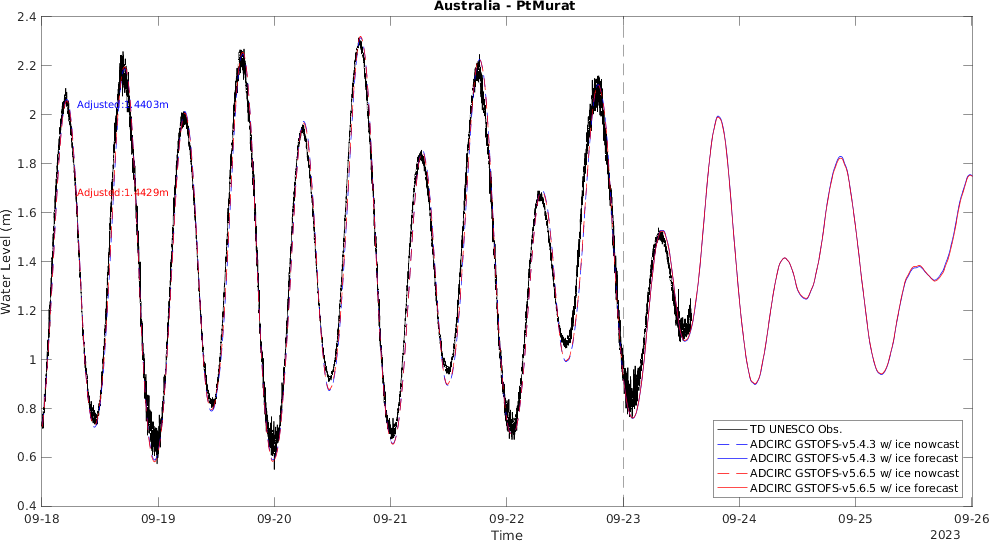 Australia - PtMurat
2.4
2.2
2
1.8
1.6
1.4
1.2
1
0.8
0.6
0.4
Water Level (m)
Adjusted:1.4403m
Adjusted:1.4429m
TD UNESCO Obs.
ADCIRC GSTOFS-v5.4.3 w/ ice nowcast
ADCIRC GSTOFS-v5.4.3 w/ ice forecast
ADCIRC GSTOFS-v5.6.5 w/ ice nowcast
ADCIRC GSTOFS-v5.6.5 w/ ice forecast
09-18 09-19 09-20 09-21 09-22 09-23 09-24 09-25 09-26
Time
2023